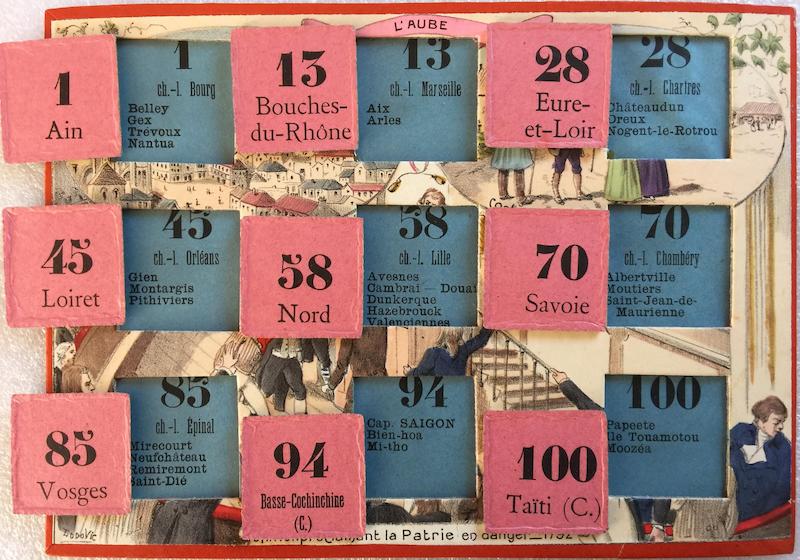 L'AUBE
1
Ain
1
ch.-l. Bourg
Belley
Gex
Trévoux
Nantua
13
Bouches-
du-Rhône
13
ch.-l. Marseille
Aix
Arles
28
Eure-
et-Loir
28
ch.-l. Chartres
Châteaudun
Dreux
Nogent-le-Rotrou
45
Loiret
45
ch.-l. Orléans
Gien
Montargis
Pithiviers
58
Nord
58
ch.-l. Lille
Avesnes
Cambrai — Douai
Dunkerque
Hazebrouck
Valenciennes
70
Savoie
70
ch.-l. Chambéry
Albertville
Moutiers
Saint-Jean-de-
Maurienne
85
Vosges
85
ch.-l. Épinal
Mirecourt
Neufchâteau
Remiremont
Saint-Dié
94
Basse-Cochinchine
(C.)
94
Cap. SAIGON
Bien-hoa
Mi-tho
100
Taïti (C.)
100
Papeete
Ile Touamotou
Moozéa
la Patrie en danger_1792